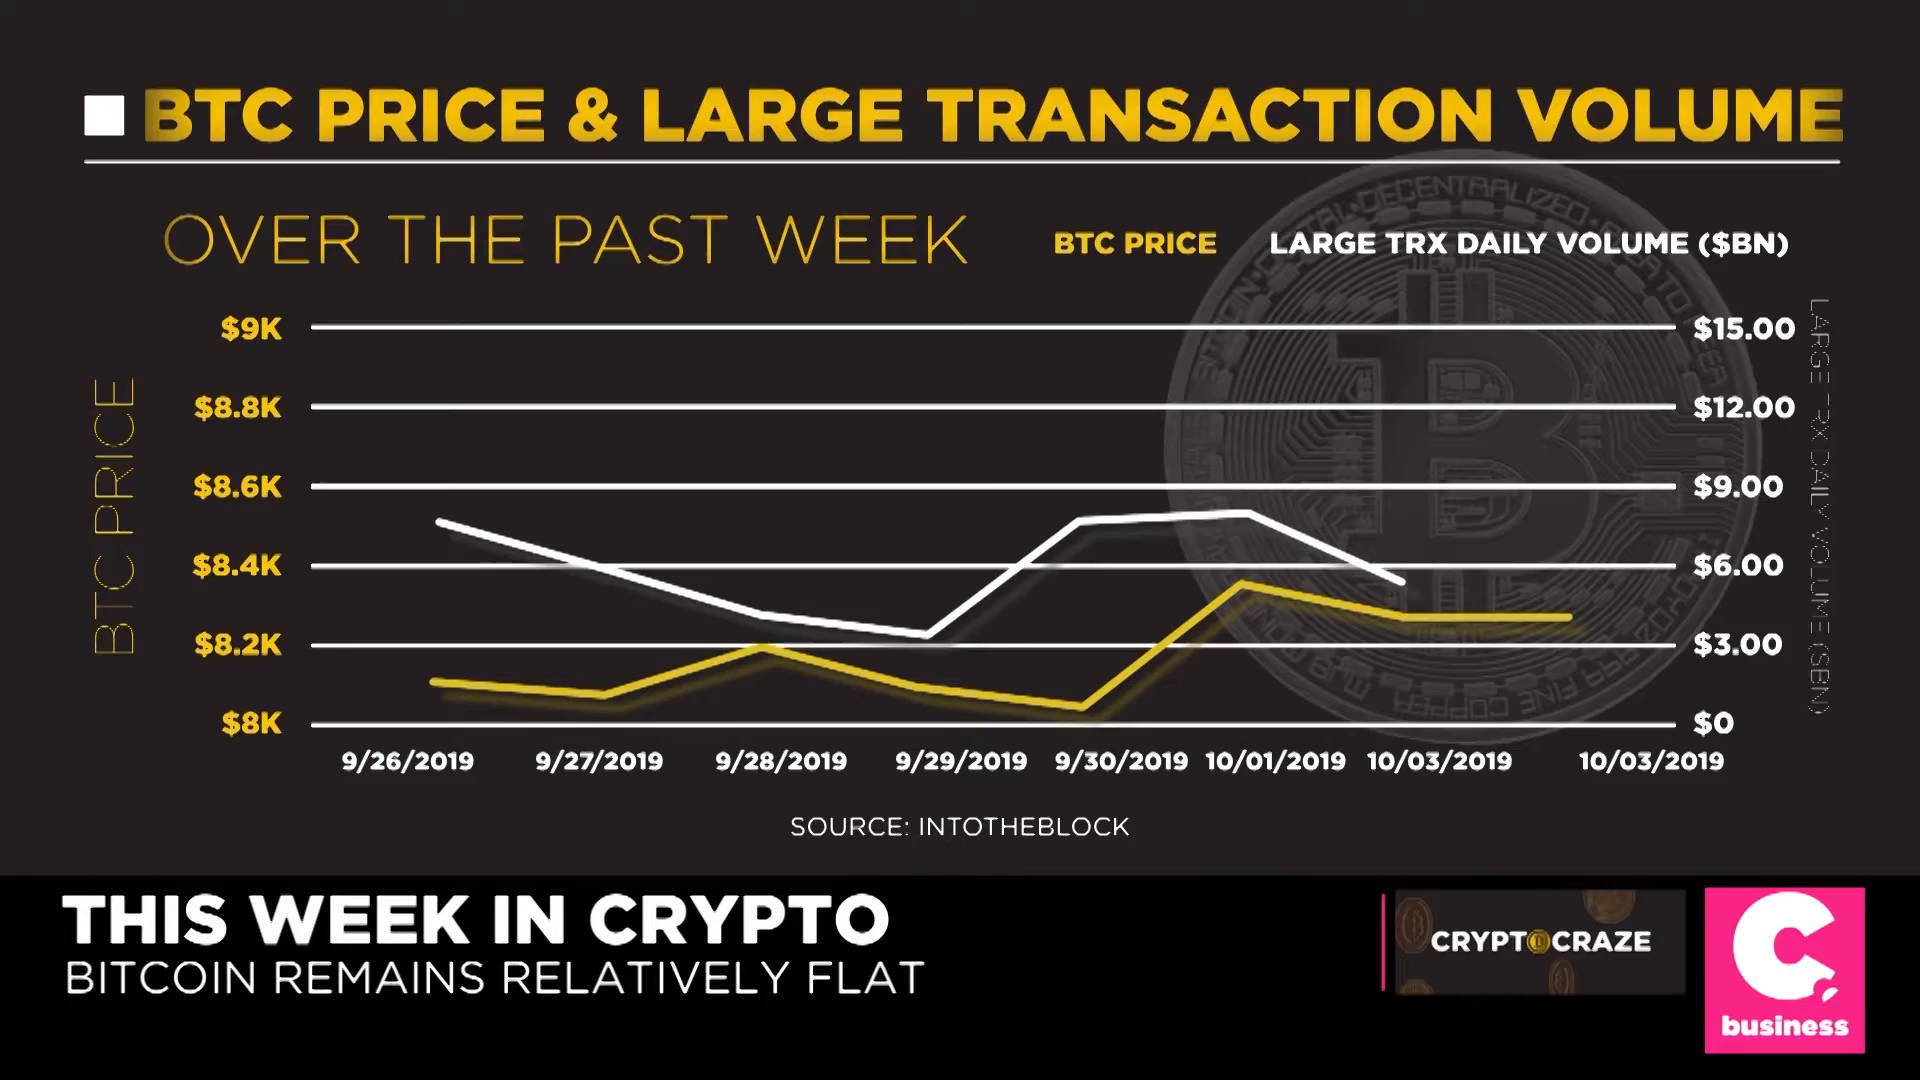 BTC PRICE & LARGE TRANSACTION VOLUME
OVER THE PAST WEEK
BTC PRICE LARGE TRX DAILY VOLUME ($BN)
BTC PRICE
$9K
$8.8K
$8.6K
$8.4K
$8.2K
$8K
$15.00
$12.00
$9.00
$6.00
$3.00
$0
LARGE TRX DAILY VOLUME ($BN)
9/26/2019 9/27/2019 9/28/2019 9/29/2019 9/30/2019 10/01/2019 10/03/2019 10/03/2019
SOURCE: INTOTHEBLOCK
THIS WEEK IN CRYPTO
BITCOIN REMAINS RELATIVELY FLAT
CRYPTOCRAZE
C
business